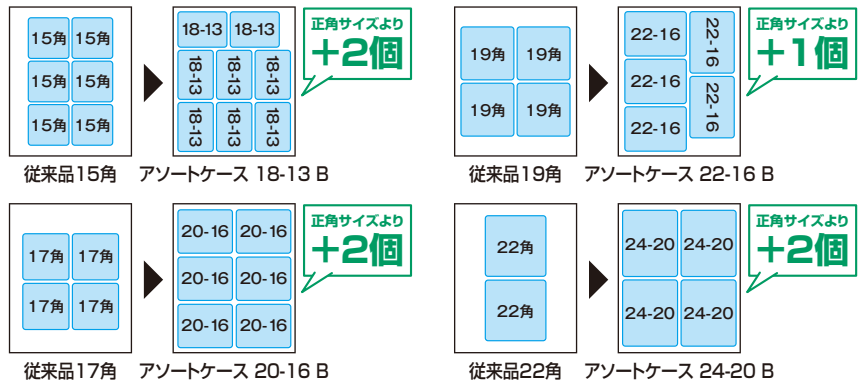 15角 15角
15角 15角
15角 15角
従来品15角
18-13 18-13
18-13 18-13 18-13
18-13 18-13 18-13
アソートケース 18-13 B
正角サイズより
+2個
19角 19角
19角 19角
従来品19角
22-16 22-16
22-16 22-16
22-16
アソートケース 22-16 B
正角サイズより
+1個
17角 17角
17角 17角
従来品17角
20-16 20-16
20-16 20-16
20-16 20-16
アソートケース 20-16 B
正角サイズより
+2個
22角
22角
従来品22角
24-20 24-20
24-20 24-20
アソートケース 24-20 B
正角サイズより
+2個